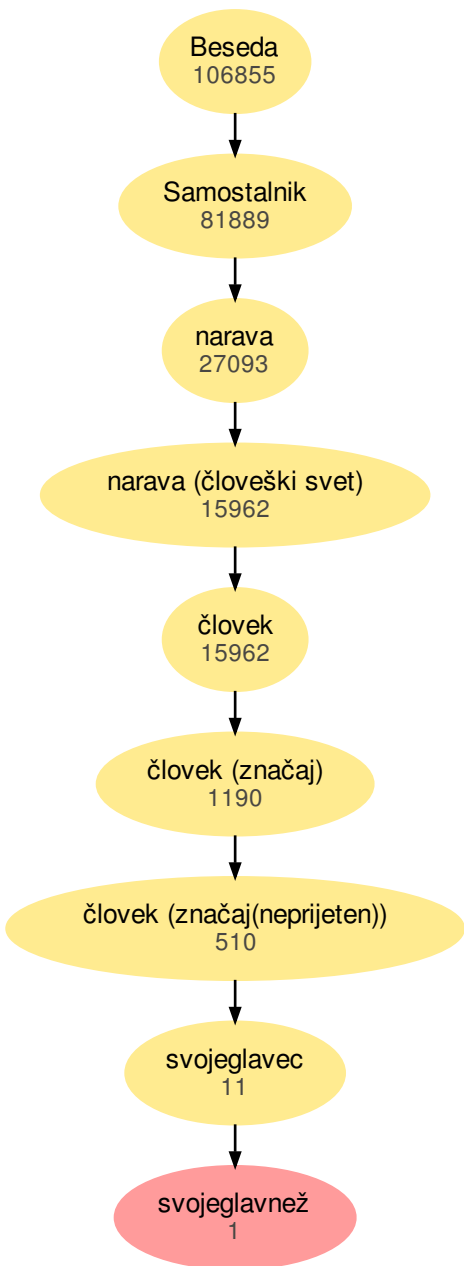 Beseda
106855
Samostalnik
81889
narava
27093
narava (človeški svet)
15962
človek
15962
človek (značaj)
1190
človek (značaj(neprijeten))
510
svojeglavec
11
svojeglavnež
1